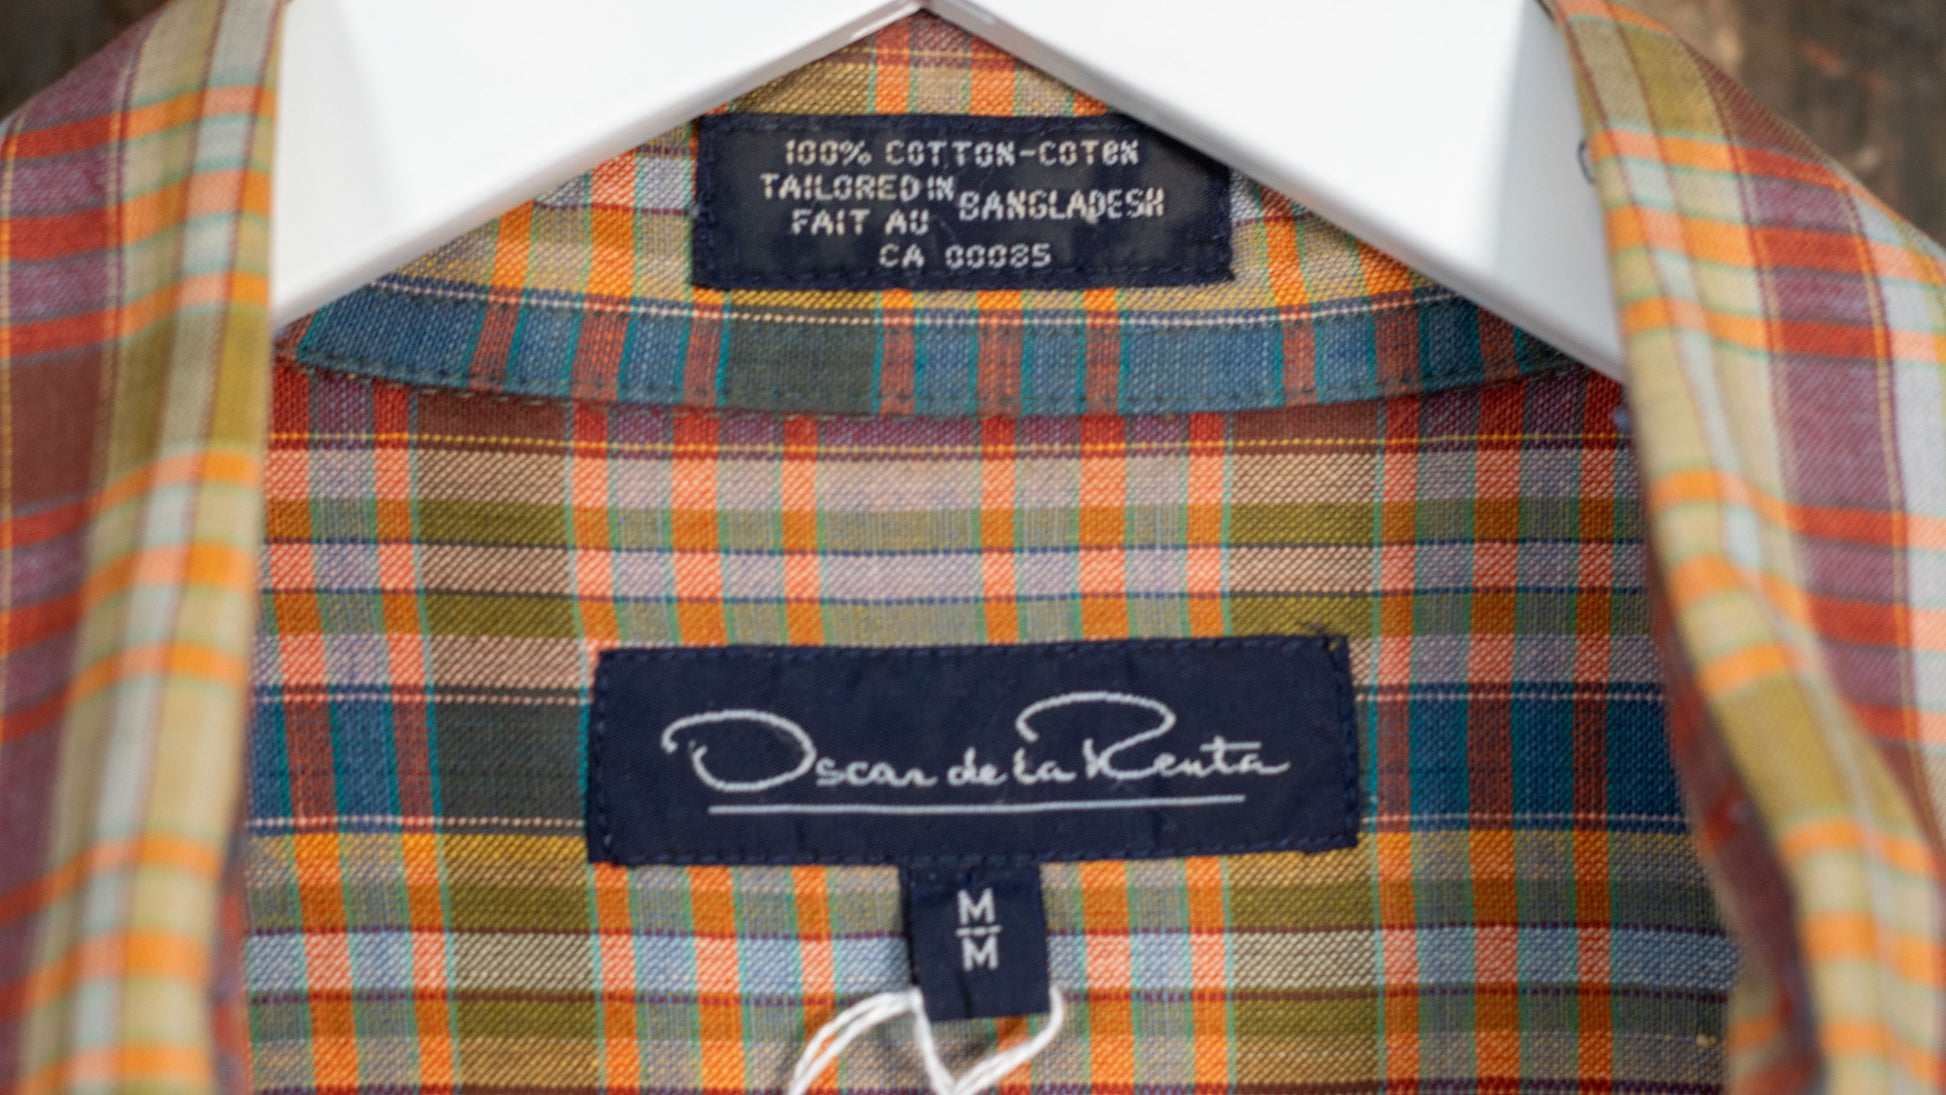 100% COTTON-COTON
TAILORED IN
FAIT AU
BANGLADESH
CA 00085
Oscar de la Renta
M
M